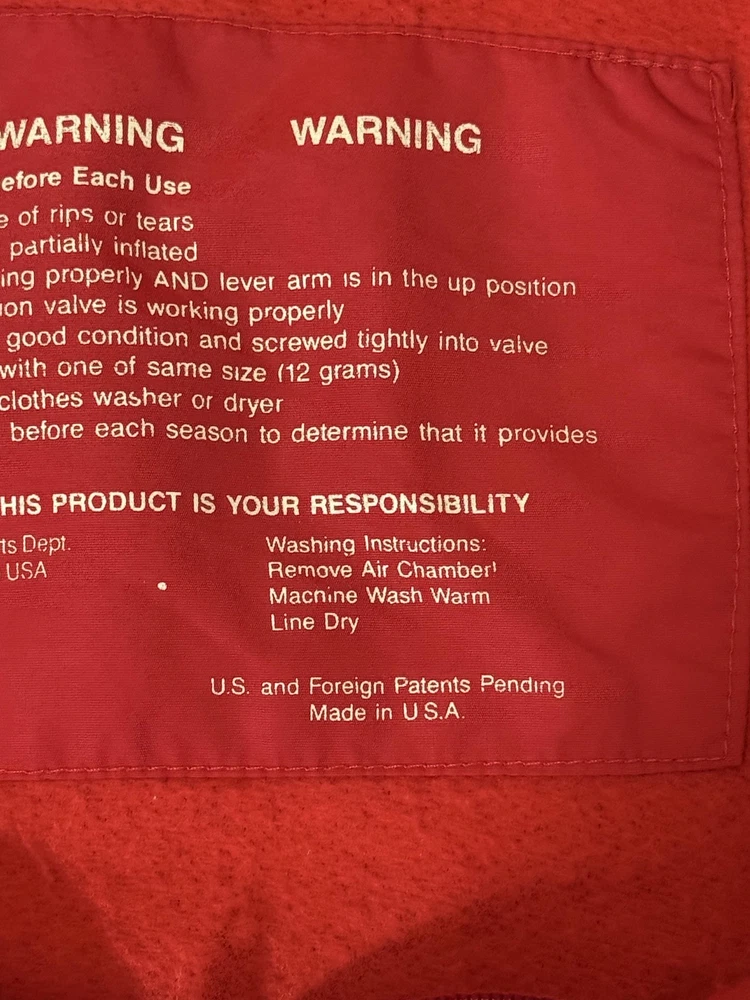 WARNING WARNING
efore Each Use
e of rips or tears
partially inflated
ing properly AND lever arm is in the up position
ion valve is working properly
good condition and screwed tightly into valve
with one of same size (12 grams)
clothes washer or dryer
before each season to determine that it provides
HIS PRODUCT IS YOUR RESPONSIBILITY
ts Dept.
USA
Washing Instructions:
Remove Air Chamber!
Machine Wash Warm
Line Dry
U.S. and Foreign Patents Pending
Made in U.S.A.